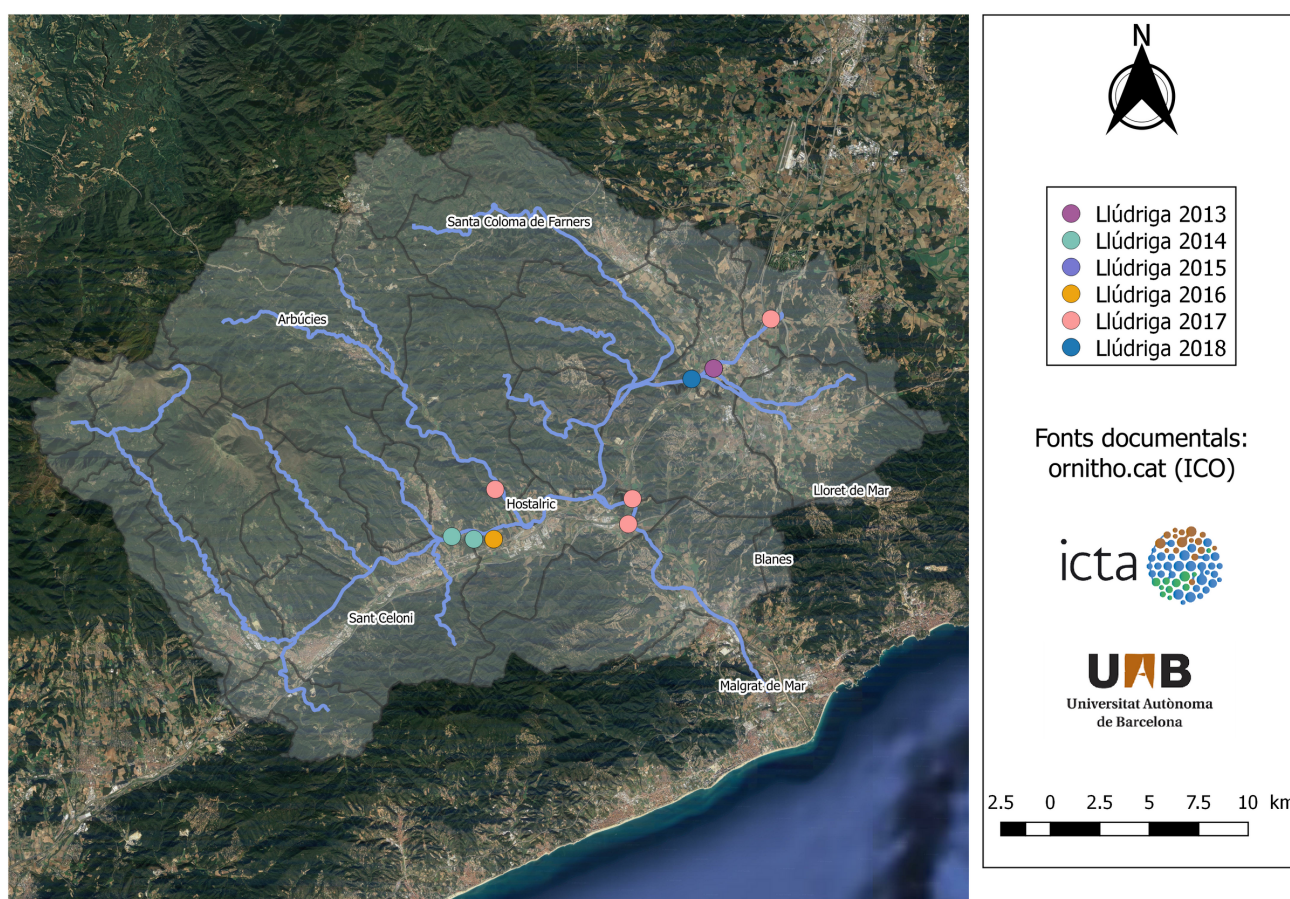 Santa Coloma de Farners
Arbúcies
Hostalric
Lloret de Mar
Blanes
Sant Celoni
Malgrat de Mar
N
Llúdriga 2013
Llúdriga 2014
Llúdriga 2015
Llúdriga 2016
Llúdriga 2017
Llúdriga 2018
Fonts documentals:
ornitho.cat (ICO)
icta
UAB
Universitat Autònoma
de Barcelona
2.5 0 2.5 5 7.5 10 km